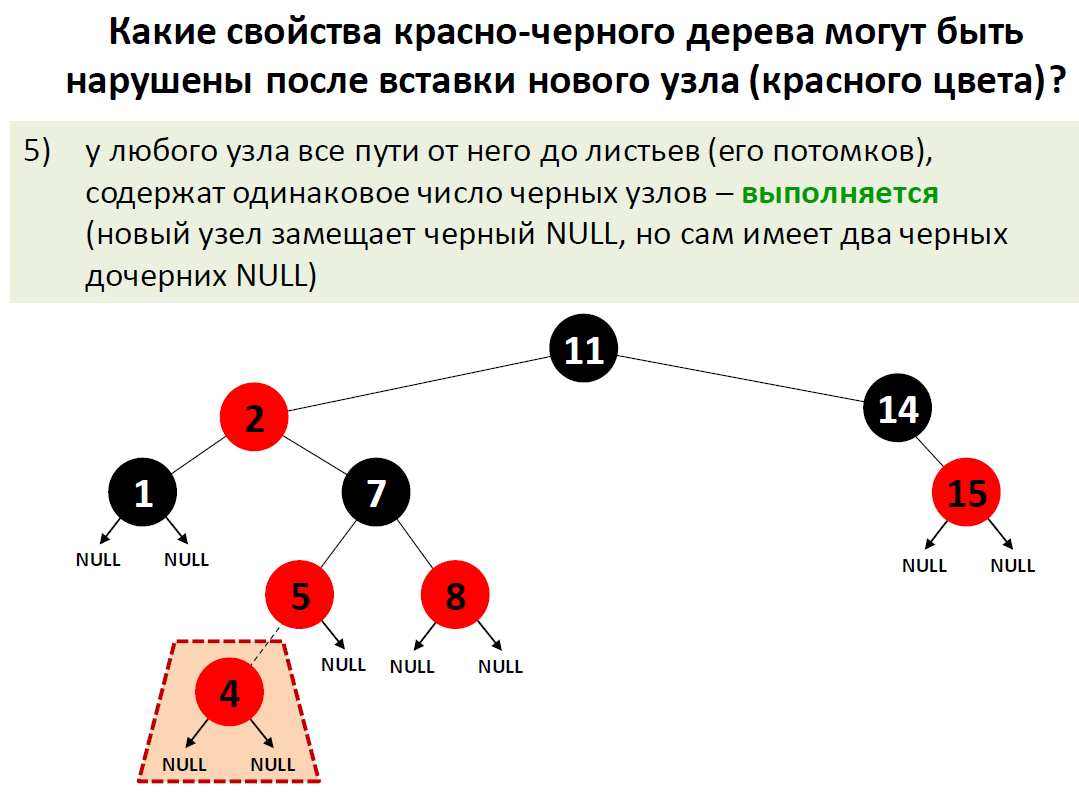 Какие свойства красно-черного дерева могут быть
нарушены после вставки нового узла (красного цвета)?
5) у любого узла все пути от него до листьев (его потомков),
содержат одинаковое число черных узлов – выполняется
(новый узел замещает черный NULL, но сам имеет два черных
дочерних NULL)
11
2
14
1
7
15
NULL NULL
NULL NULL
5
8
NULL
NULL NULL
4
NULL NULL